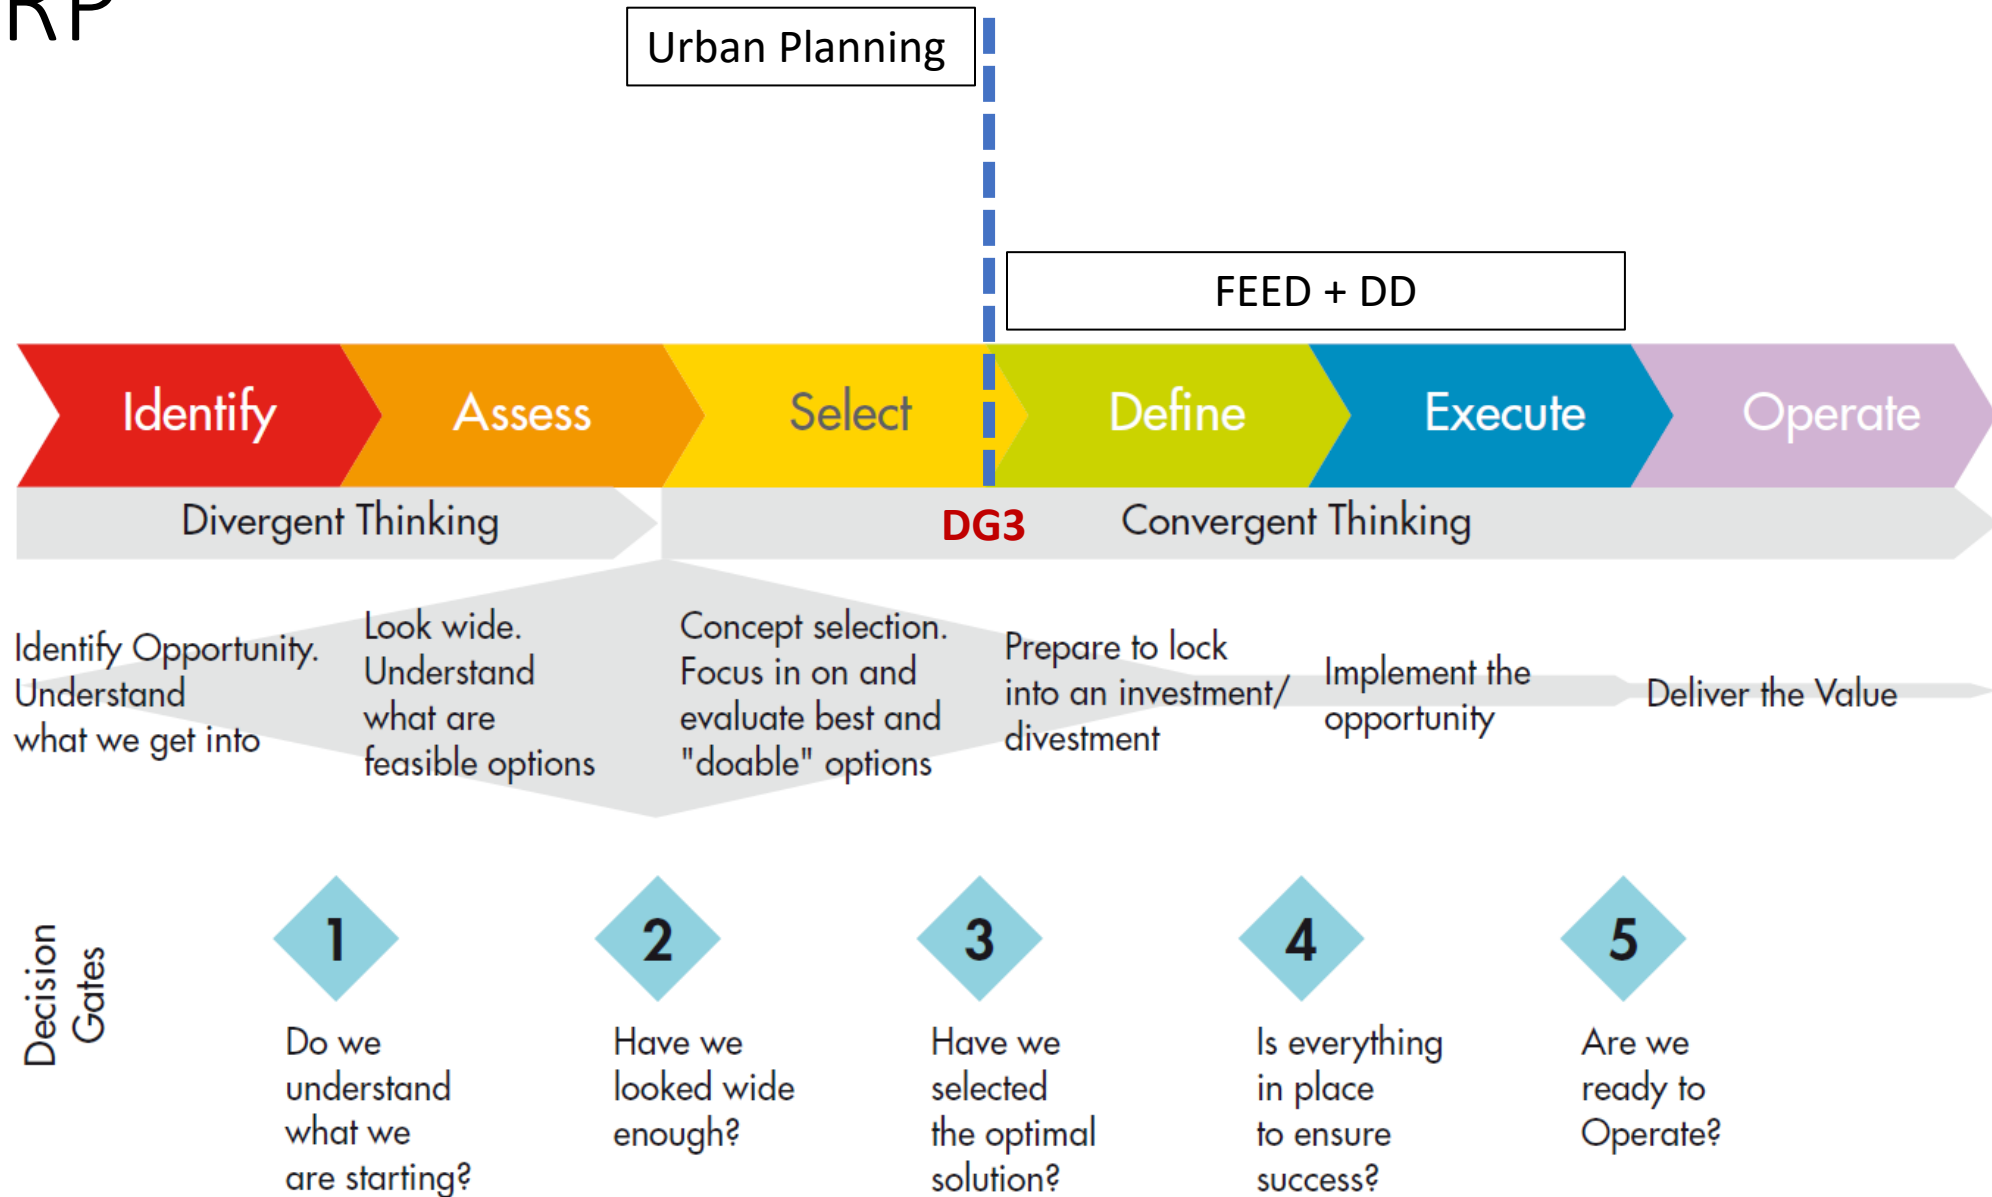 RP
Urban Planning
FEED + DD
Identify
Assess
Select
Define
Execute
Operate
Divergent Thinking
DG3
Convergent Thinking
Identify Opportunity.
Understand
what we get into
Look wide.
Understand
what are
feasible options
Concept selection.
Focus in on and
evaluate best and
"doable" options
Prepare to lock
into an investment/
divestment
Implement the
opportunity
Deliver the Value
Decision
Gates
1
Do we
understand
what we
are starting?
2
Have we
looked wide
enough?
3
Have we
selected
the optimal
solution?
4
Is everything
in place
to ensure
success?
5
Are we
ready to
Operate?